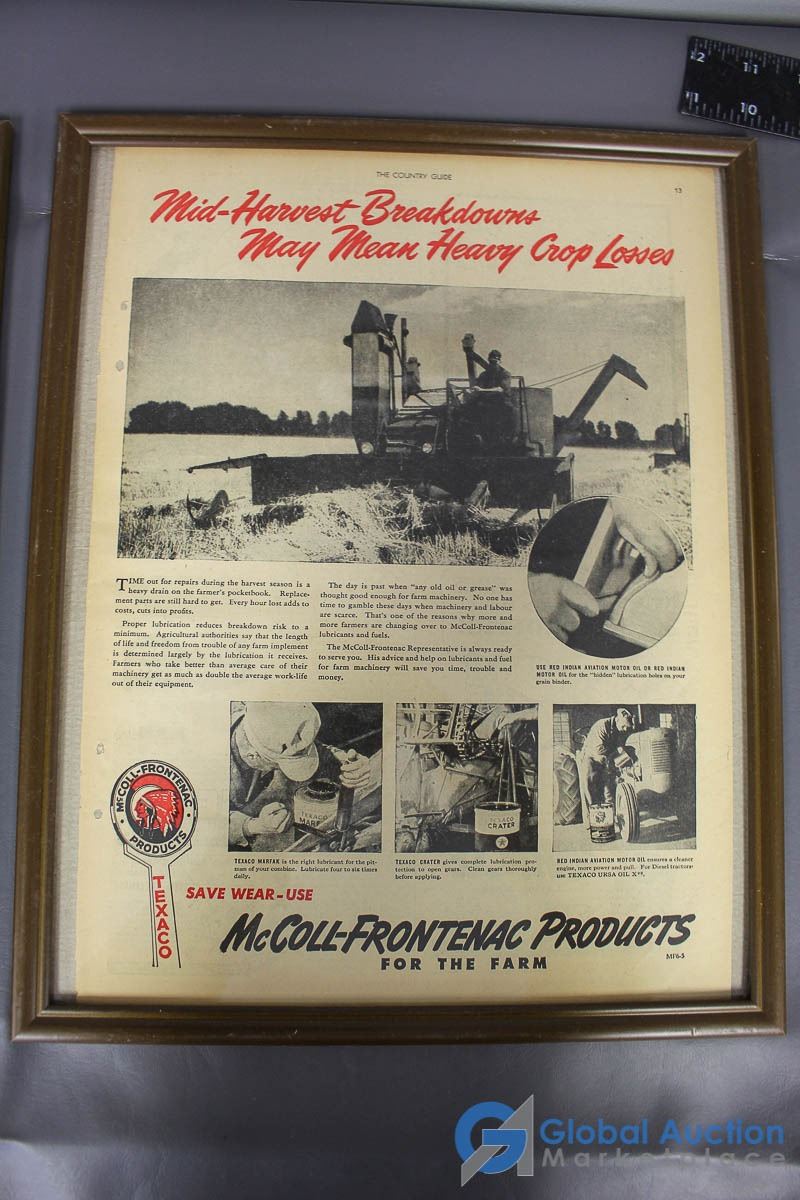 12 11
11 10
THE COUNTRY GUIDE
13
Mid-Harvest Breakdowns
May Mean Heavy Crop Losses
TIME out for repairs during the harvest season is a
heavy drain on the farmer's pocketbook. Replace-
ment parts are still hard to get. Every hour lost adds to
costs, cuts into profits.
Proper lubrication reduces breakdown risk to a
minimum. Agricultural authorities say that the length
of life and freedom from trouble of any farm implement
is determined largely by the lubrication it receives.
Farmers who take better than average care of their
machinery get as much as double the average work-life
out of their equipment.
The day is past when "any old oil or grease" was
thought good enough for farm machinery. No one has
time to gamble these days when machinery and labour
are scarce. That's one of the reasons why more and
more farmers are changing over to McColl-Frontenac
lubricants and fuels.
The McColl-Frontenac Representative is always ready
to serve you. His advice and help on lubricants and fuel
for farm machinery will save you time, trouble and
money.
USE RED INDIAN AVIATION MOTOR OIL OR RED INDIAN
MOTOR OIL for the "hidden" lubrication holes on your
grain binder.
TEXACO
MARFAK
TEXACO
CRATER
TEXACO MARFAK is the right lubricant for the pit-
man of your combine. Lubricate four to six times
daily.
TEXACO CRATER gives complete lubrication pro-
tection to open gears. Clean gears thoroughly
before applying.
RED INDIAN AVIATION MOTOR OIL ensures a cleaner
engine, more power and pull. For Diesel tractors
use TEXACO URSA OIL X**.
McCOLL-FRONTENAC
PRODUCTS
TEXACO
SAVE WEAR-USE
McCOLL-FRONTENAC PRODUCTS
FOR THE FARM
MF6-5
Global Auction
Marketplace